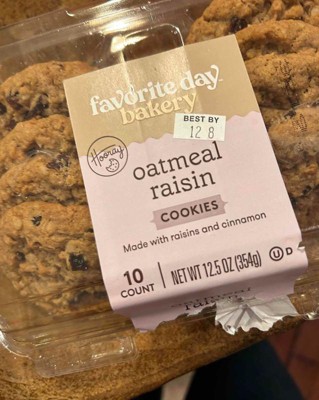 favorite day
bakery
BEST BY
12 8
Hooray
oatmeal
raisin
COOKIES
Made with raisins and cinnamon
10
COUNT
NET WT 12.5 OZ (354g)
U D